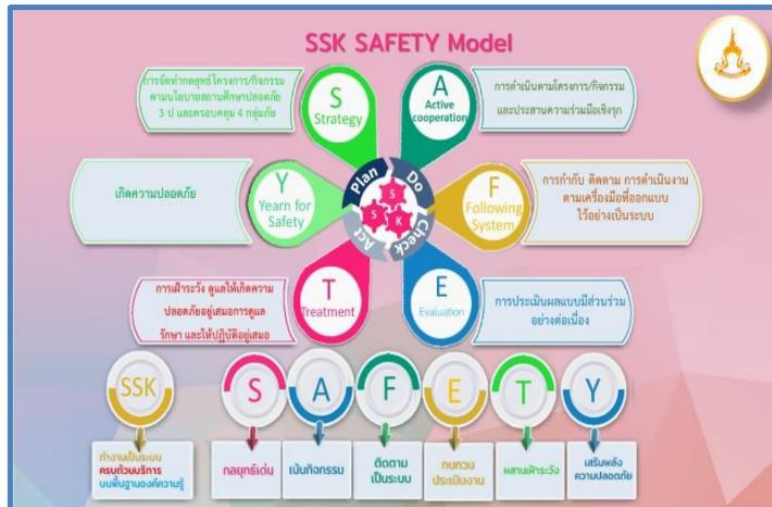 SSK SAFETY Model
การจัดทำกลยุทธ์โครงการ/กิจกรรม
ตามนโยบายสถานศึกษาปลอดภัย
3 ป และครอบคลุม 4 กลุ่มภัย
S
Strategy
A
Active
cooperation
การดำเนินตามโครงการ/กิจกรรม
และประสานความร่วมมือเชิงรุก
เกิดความปลอดภัย
Y
Yearn for
Safety
Plan
Do
Check
Act
S
S
K
F
Following
System
การกำกับ ติดตาม การดำเนินงาน
ตามเครื่องมือที่ออกแบบ
ไว้อย่างเป็นระบบ
การเฝ้าระวัง ดูแลให้เกิดความ
ปลอดภัยอยู่เสมอการดูแล
รักษา และให้ปฏิบัติอยู่เสมอ
T
Treatment
E
Evaluation
การประเมินผลแบบมีส่วนร่วม
อย่างต่อเนื่อง
SSK
S
A
F
E
T
Y
ทำงานเป็นระบบ
ครบถ้วนบริการ
บนพื้นฐานองค์ความรู้
กลยุทธ์เด่น
เน้นกิจกรรม
ติดตาม
เป็นระบบ
ทบทวน
ประเมินงาน
ผสานเฝ้าระวัง
เสริมพลัง
ความปลอดภัย